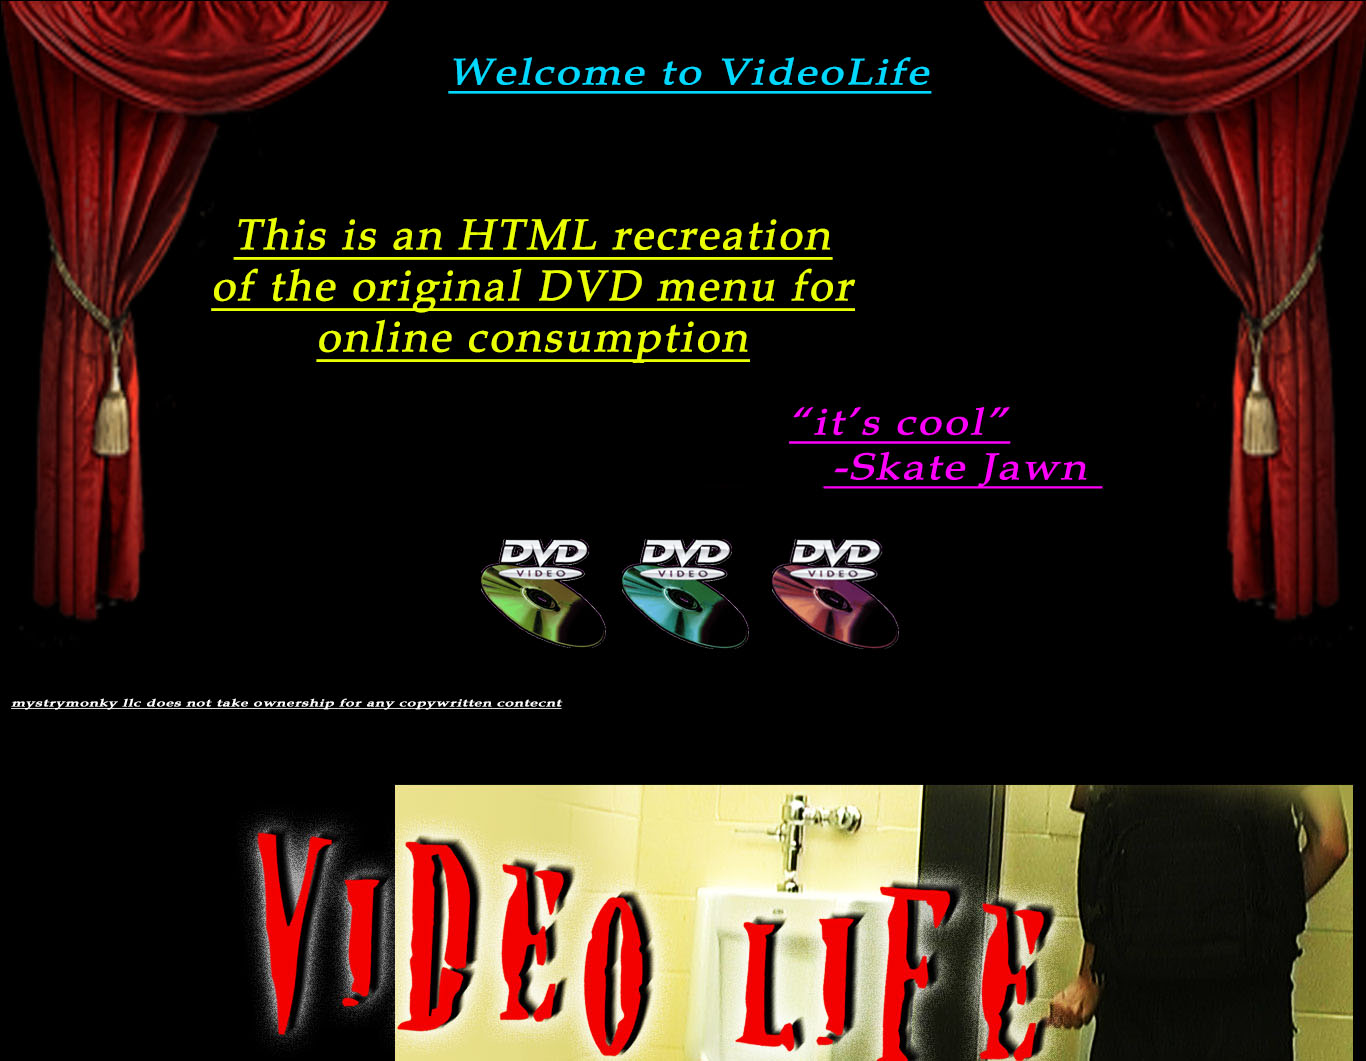 Welcome to VideoLife
This is an HTML recreation
of the original DVD menu for
online consumption
“it’s cool”
-Skate Jawn
DVD DVD DVD
VIDEO VIDEO VIDEO
mystrymonky llc does not take ownership for any copywritten contecnt
ViDEO LiFE